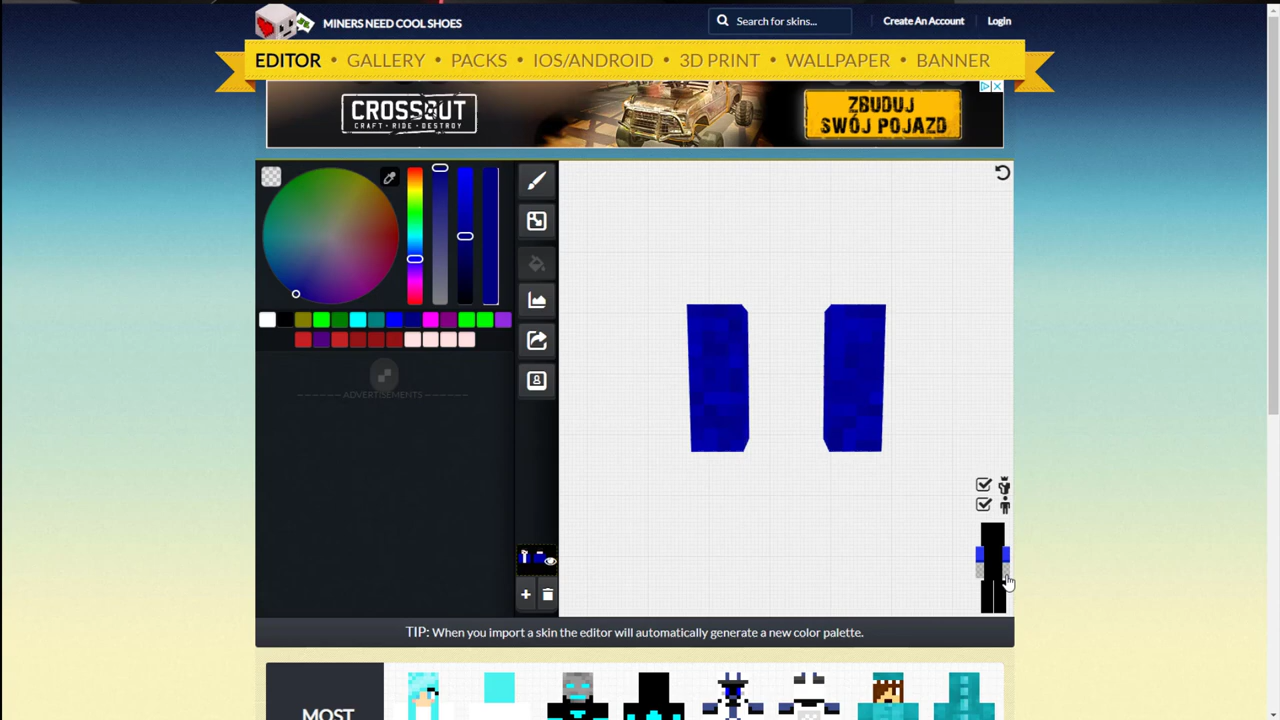 MINERS NEED COOL SHOES
Search for skins...
Create An Account
Login
EDITOR • GALLERY • PACKS • IOS/ANDROID • 3D PRINT • WALLPAPER • BANNER
CROSSOUT
CRAFT • RIDE • DESTROY
ZBUDUJ
SWÓJ POJAZD
ADVERTISEMENTS
TIP: When you import a skin the editor will automatically generate a new color palette.
MOST